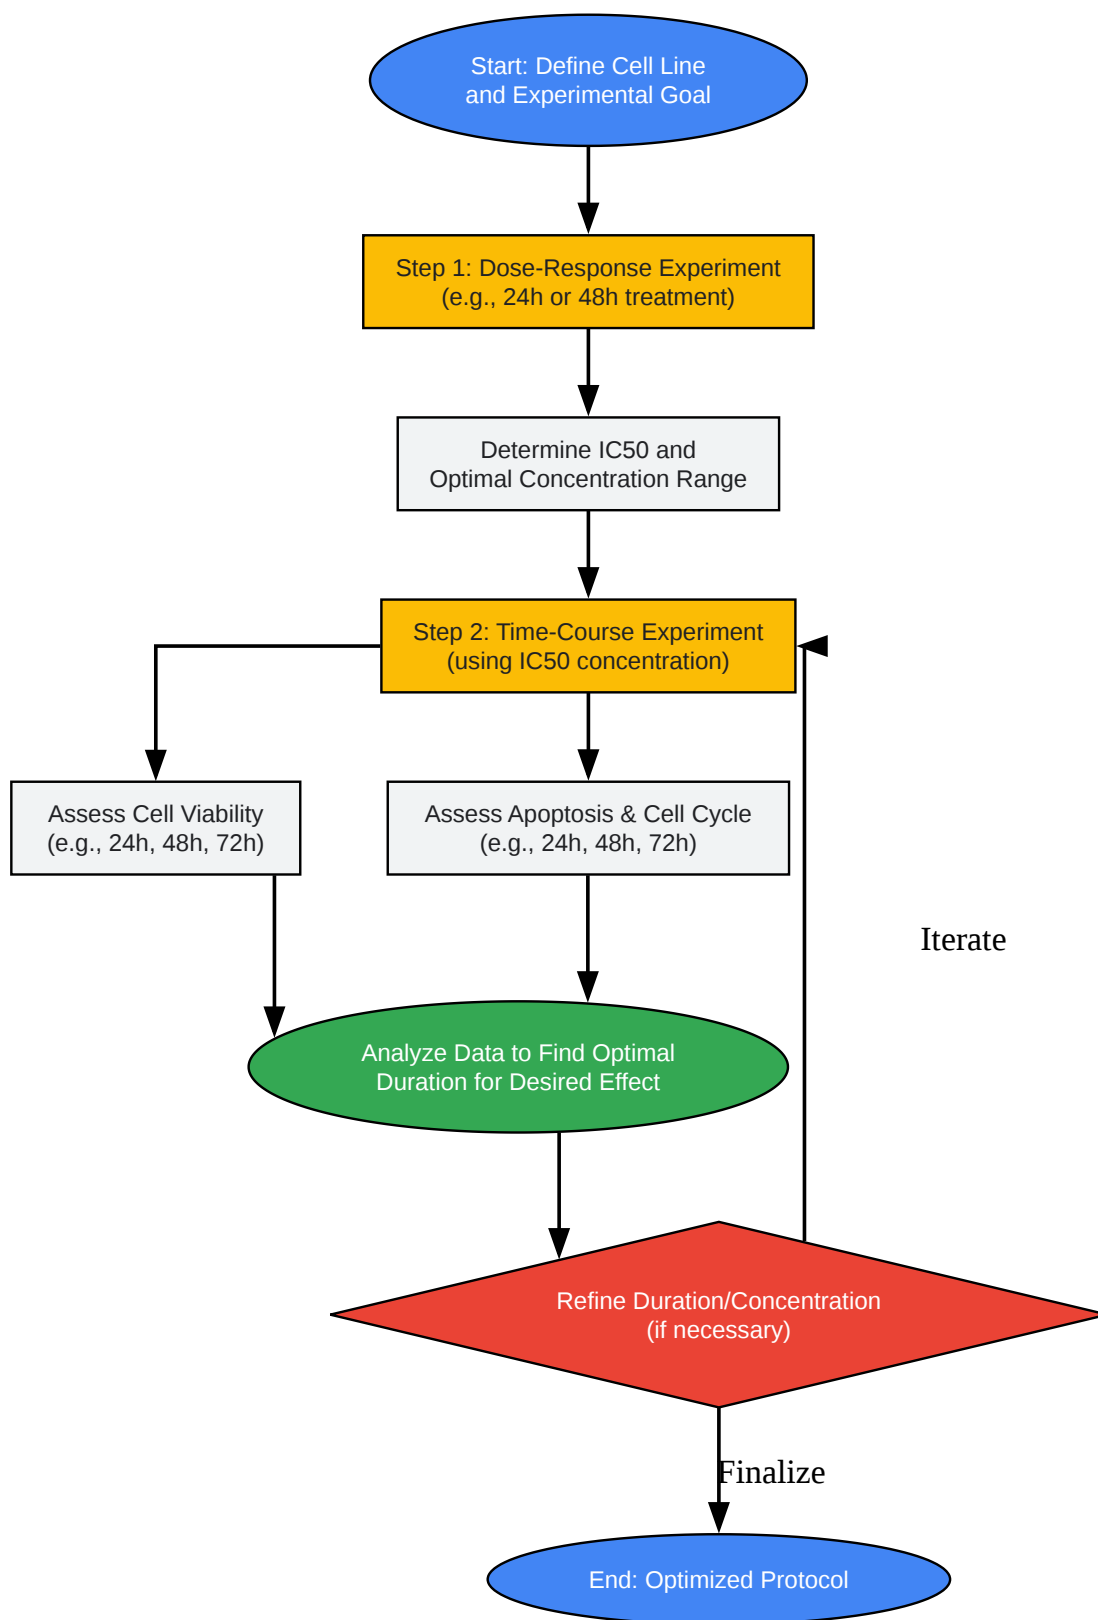 Start: Define Cell Line
and Experimental Goal
Step 1: Dose-Response Experiment
(e.g., 24h or 48h treatment)
Determine IC50 and
Optimal Concentration Range
Step 2: Time-Course Experiment
(using IC50 concentration)
Assess Cell Viability
(e.g., 24h, 48h, 72h)
Assess Apoptosis & Cell Cycle
(e.g., 24h, 48h, 72h)
Iterate
Analyze Data to Find Optimal
Duration for Desired Effect
Refine Duration/Concentration
(if necessary)
Finalize
End: Optimized Protocol